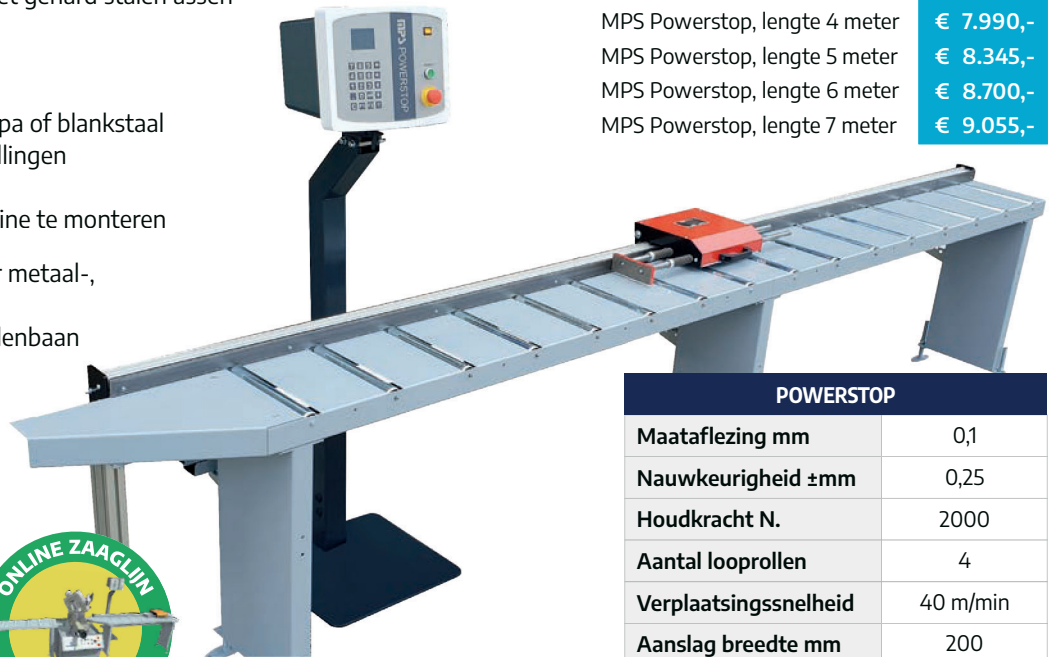 et gehard stalen assen
pa of blankstaal
llingen
ine te monteren
r metaal-,
lenbaan
MPS POWERSTOP
MPS Powerstop, lengte 4 meter € 7.990,-
MPS Powerstop, lengte 5 meter € 8.345,-
MPS Powerstop, lengte 6 meter € 8.700,-
MPS Powerstop, lengte 7 meter € 9.055,-
POWERSTOP
Maataflezing mm 0,1
Nauwkeurigheid ±mm 0,25
Houdkracht N. 2000
Aantal looprollen 4
Verplaatsingssnelheid 40 m/min
Aanslag breedte mm 200
ONLINE ZAAGLIJN